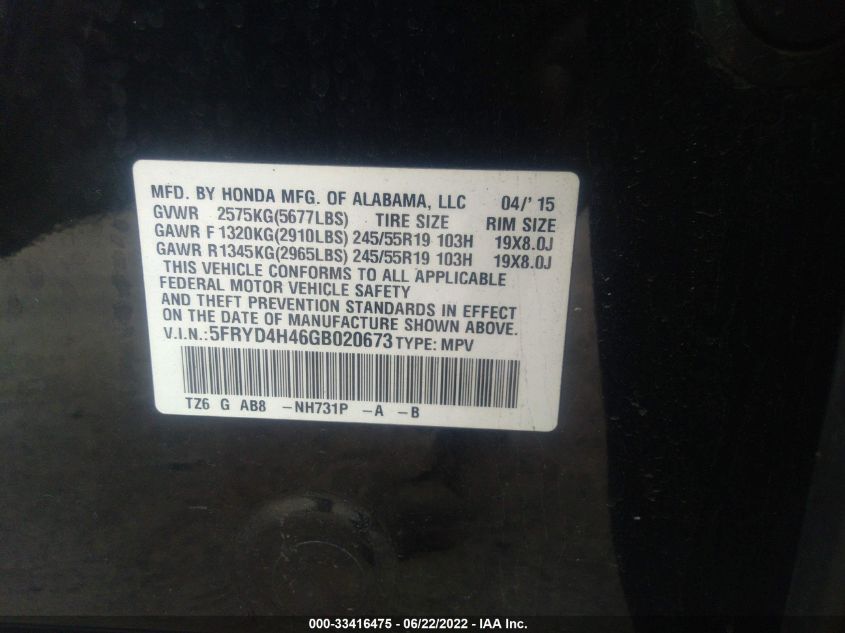 MFD. BY HONDA MFG. OF ALABAMA, LLC 04/' 15
GVWR 2575KG(5677LBS) TIRE SIZE RIM SIZE
GAWR F 1320KG(2910LBS) 245/55R19 103H 19X8.0J
GAWR R 1345KG(2965LBS) 245/55R19 103H 19X8.0J
THIS VEHICLE CONFORMS TO ALL APPLICABLE
FEDERAL MOTOR VEHICLE SAFETY
AND THEFT PREVENTION STANDARDS IN EFFECT
ON THE DATE OF MANUFACTURE SHOWN ABOVE.
V.I.N.:5FRYD4H46GB020673 TYPE: MPV
TZ6 G AB8 -NH731P -A -B
000-33416475 - 06/22/2022 - IAA Inc.